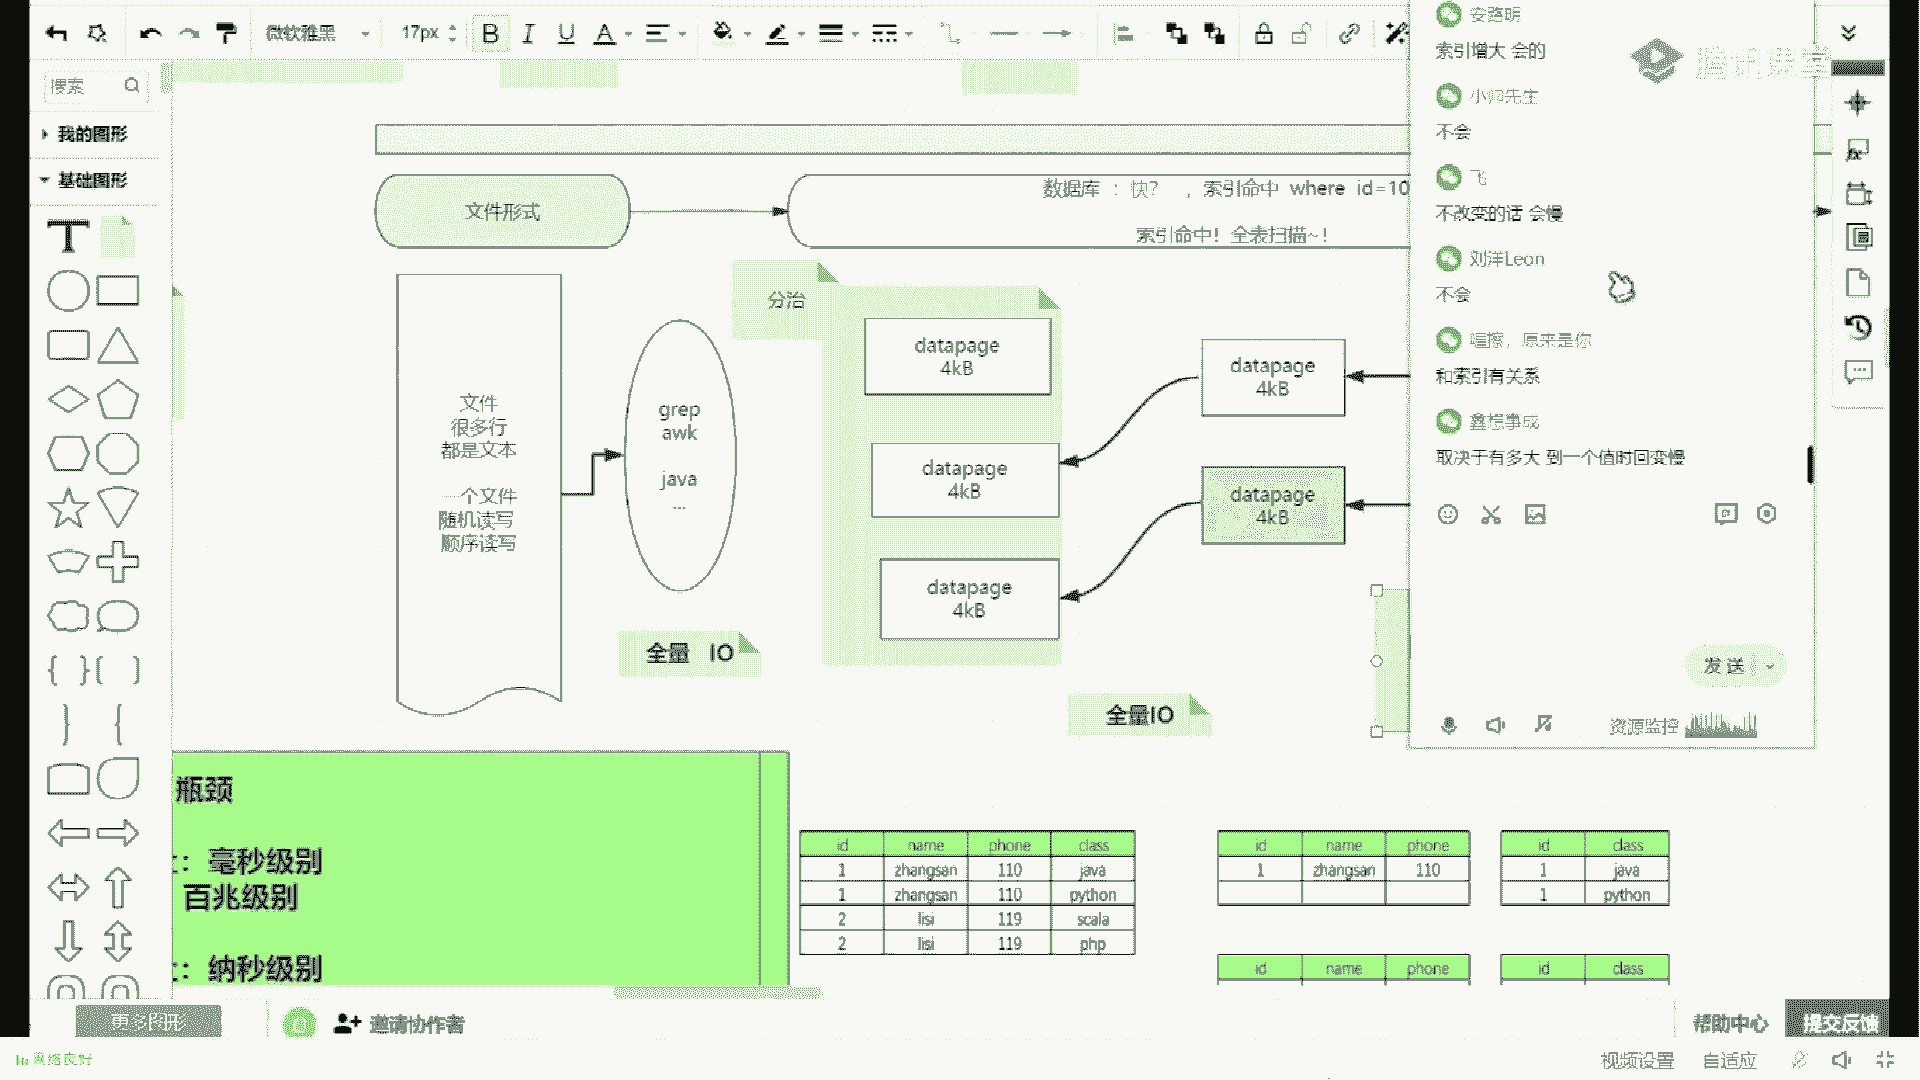 微软雅黑
17px
B
I
U
A
搜索
我的图形
基础图形
T
文件形式
数据库 : 快? , 索引命中 where id=10
索引命中! 全表扫描~!
文件
很多行
都是文本
一个文件
随机读写
顺序读写
grep
awk
java
...
分治
datapage
4kB
datapage
4kB
datapage
4kB
datapage
4kB
datapage
4kB
全量 IO
全量IO
瓶颈
: 毫秒级别
百兆级别
: 纳秒级别
id name phone class
1 zhangsan 110 java
1 zhangsan 110 python
2 lisi 119 scala
2 lisi 119 php
id name phone
1 zhangsan 110
id class
1 java
1 python
id name phone
id class
安路明
索引增大 会的
小帅先生
不会
飞
不改变的话 会慢
刘洋Leon
不会
喧擦，原来是你
和索引有关系
鑫想事成
取决于有多大 到一个值时回变慢
发送
资源监控
腾讯课堂
更多图形
邀请协作者
帮助中心
提交反馈
网络良好
视频设置
自适应